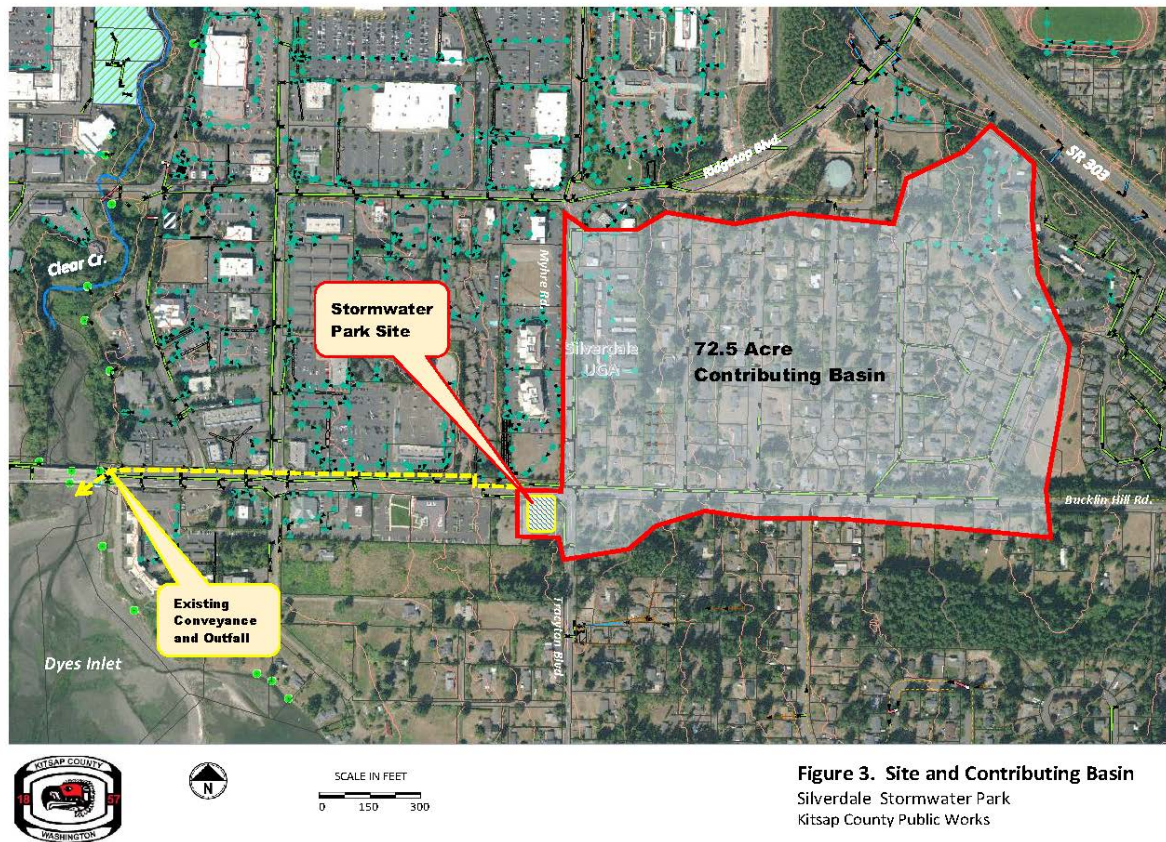 Ridgetop Blvd.
SR 303
Clear Cr.
Myhre Rd.
Stormwater
Park Site
Silverdale
UGA
72.5 Acre
Contributing Basin
Bucklin Hill Rd.
Existing
Conveyance
and Outfall
Tracyton Blvd.
Dyes Inlet
KITSAP COUNTY
18 57
WASHINGTON
N
SCALE IN FEET
0 150 300
Figure 3. Site and Contributing Basin
Silverdale Stormwater Park
Kitsap County Public Works